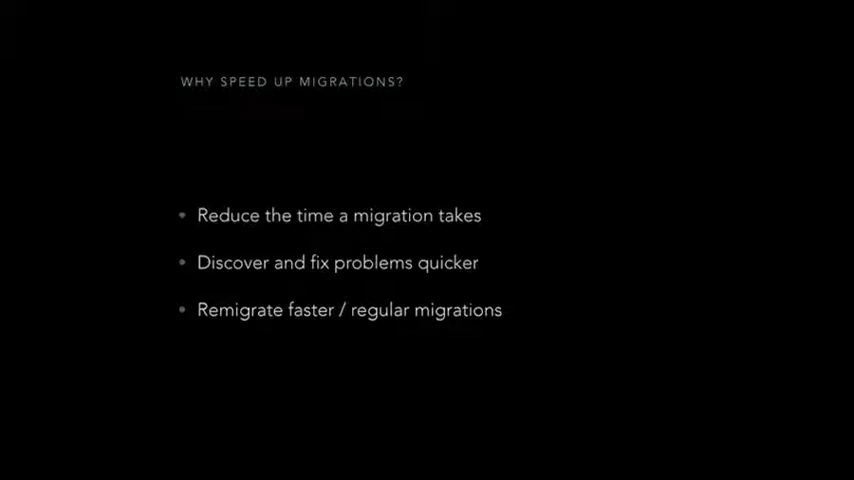 WHY SPEED UP MIGRATIONS?
• Reduce the time a migration takes
• Discover and fix problems quicker
• Remigrate faster / regular migrations